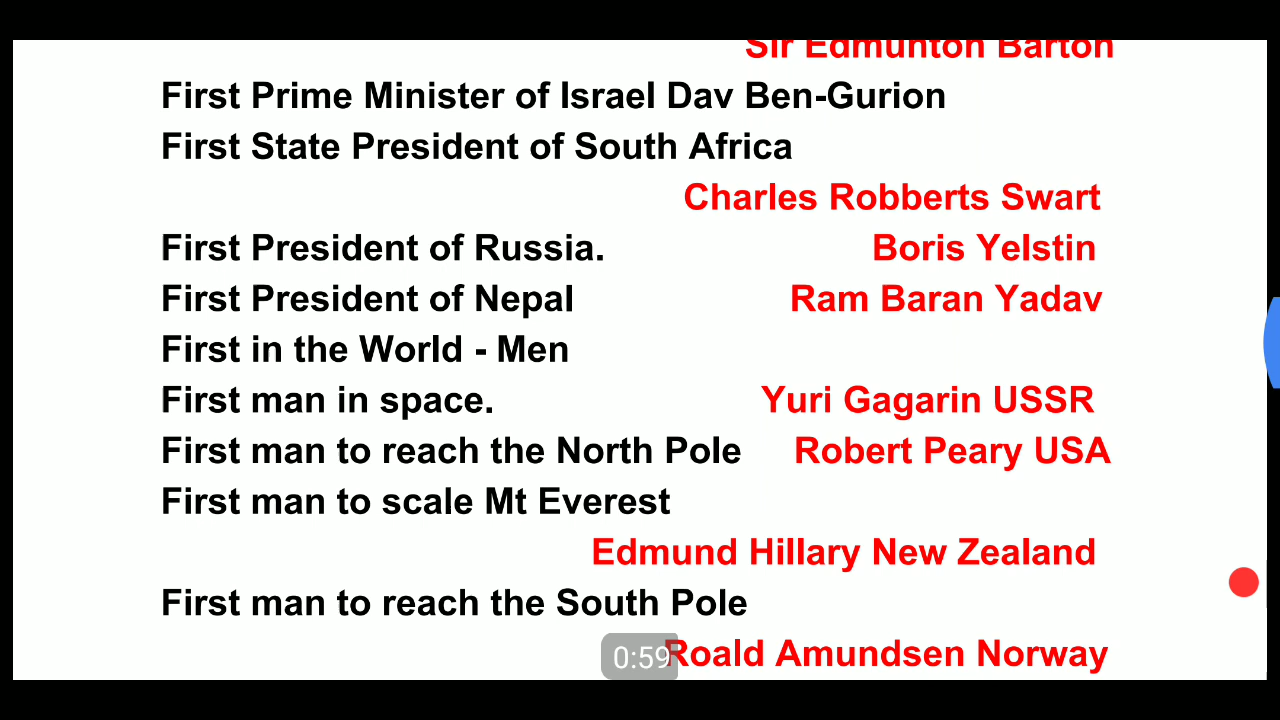 Sir Edmunton Barton
First Prime Minister of Israel Dav Ben-Gurion
First State President of South Africa
Charles Robberts Swart
First President of Russia. Boris Yelstin
First President of Nepal Ram Baran Yadav
First in the World - Men
First man in space. Yuri Gagarin USSR
First man to reach the North Pole Robert Peary USA
First man to scale Mt Everest
Edmund Hillary New Zealand
First man to reach the South Pole
0:59 Roald Amundsen Norway